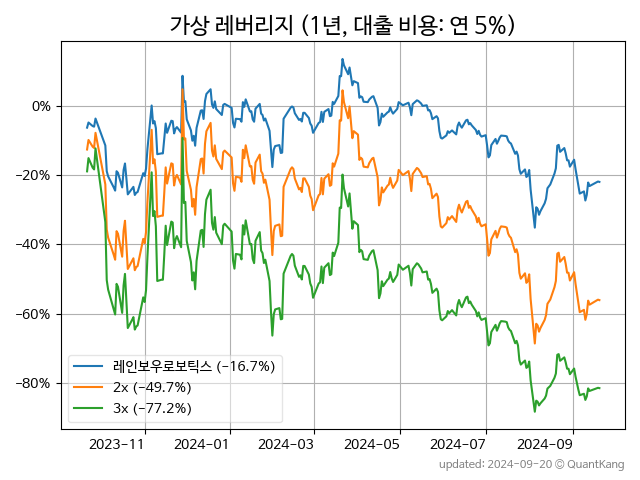 가상 레버리지 (1년, 대출 비용: 연 5%)
0%
−20%
−40%
−60%
−80%
레인보우로보틱스 (−16.7%)
2x (−49.7%)
3x (−77.2%)
2023-11
2024-01
2024-03
2024-05
2024-07
2024-09
updated: 2024-09-20 © QuantKang